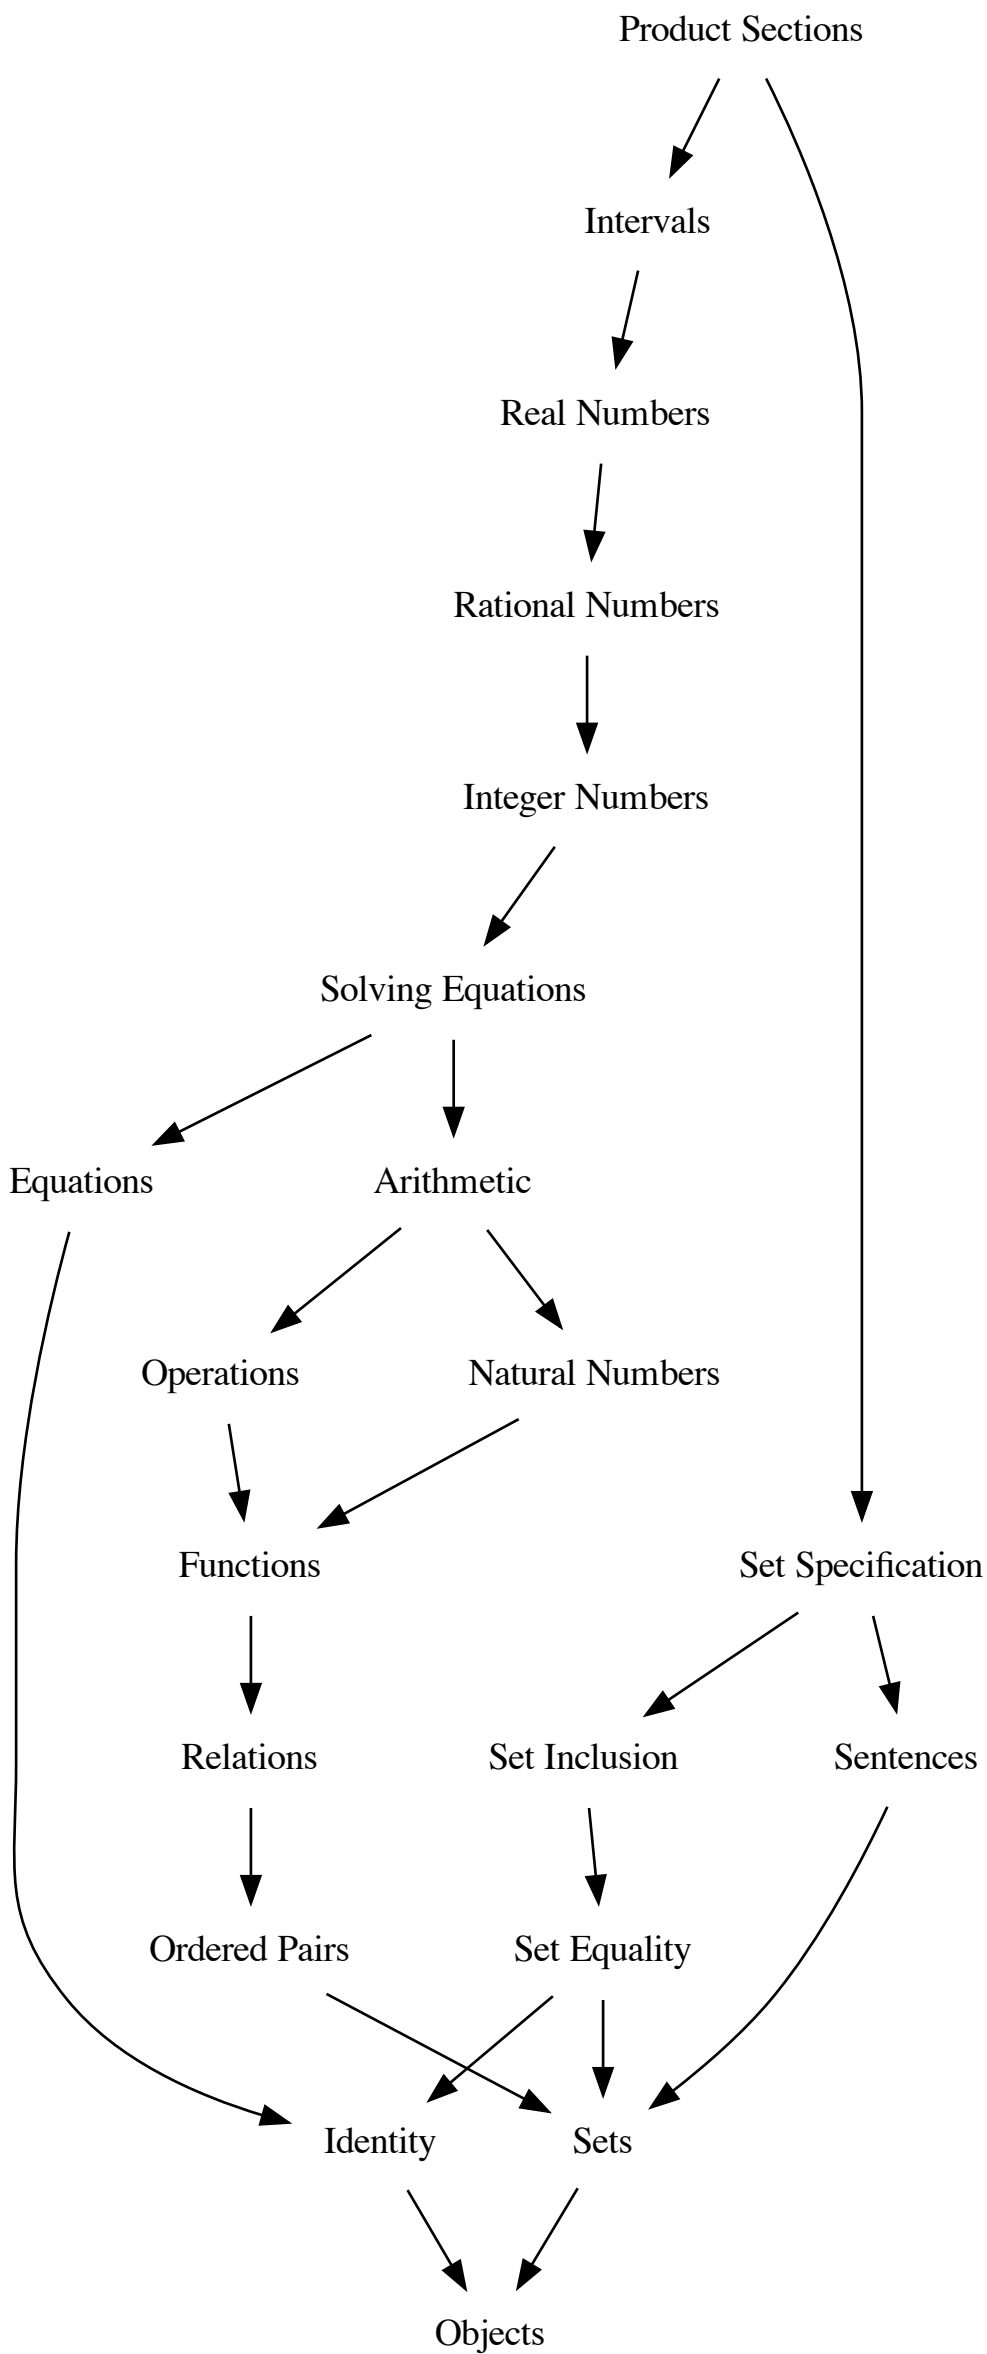 Product Sections
Intervals
Real Numbers
Rational Numbers
Integer Numbers
Solving Equations
Equations
Arithmetic
Operations
Natural Numbers
Functions
Set Specification
Relations
Set Inclusion
Sentences
Ordered Pairs
Set Equality
Identity
Sets
Objects